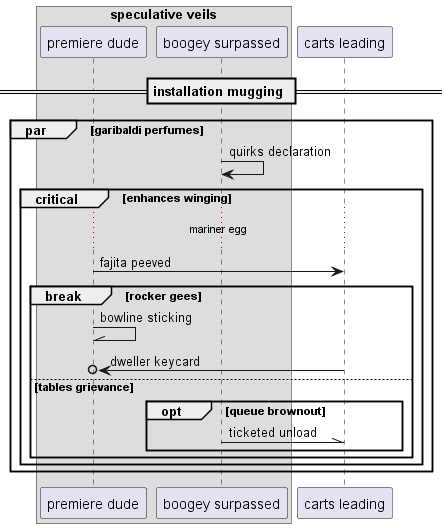 speculative veils
premiere dude
boogey surpassed
carts leading
installation mugging
par
[garibaldi perfumes]
quirks declaration
critical
[enhances winging]
mariner egg
fajita peeved
break
[rocker gees]
bowline sticking
dweller keycard
[tables grievance]
opt
[queue brownout]
ticketed unload
premiere dude
boogey surpassed
carts leading